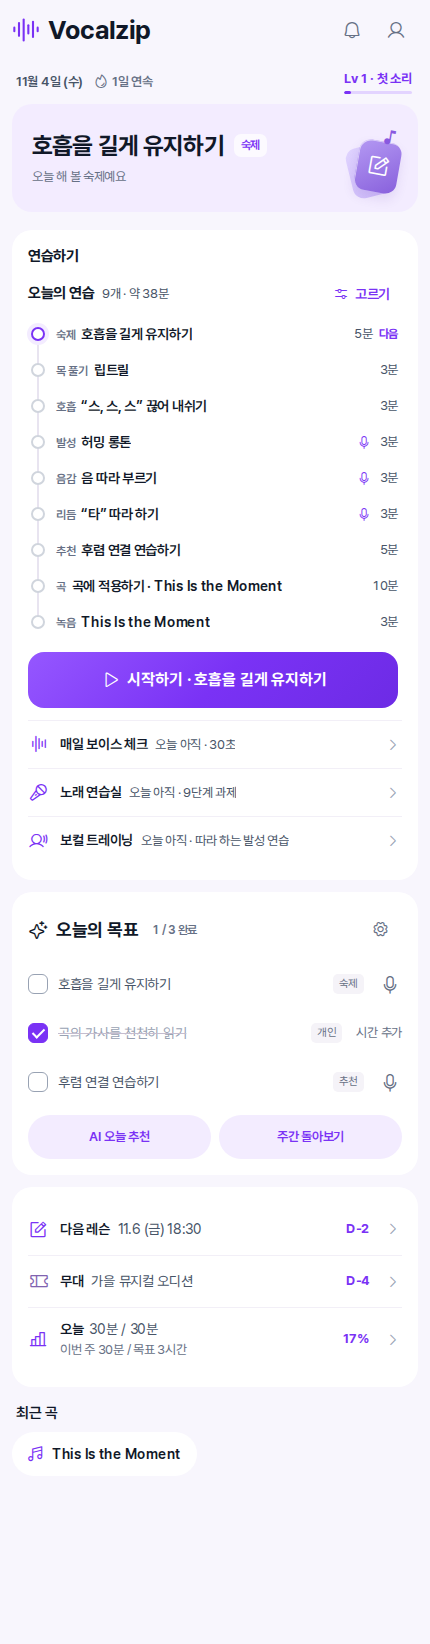 Vocalzip
11월 4일 (수) 1일 연속 Lv 1 · 첫 소리
호흡을 길게 유지하기 숙제
오늘 해 볼 숙제예요
연습하기
오늘의 연습 9개 · 약 38분 고르기
숙제 호흡을 길게 유지하기 5분 다음
목 풀기 립트릴 3분
호흡 “스, 스, 스” 끊어 내쉬기 3분
발성 허밍 롱톤 3분
음감 음 따라 부르기 3분
리듬 “타” 따라 하기 3분
추천 후렴 연결 연습하기 5분
곡 곡에 적용하기 · This Is the Moment 10분
녹음 This Is the Moment 3분
시작하기 · 호흡을 길게 유지하기
매일 보이스 체크 오늘 아직 · 30초
노래 연습실 오늘 아직 · 9단계 과제
보컬 트레이닝 오늘 아직 · 따라 하는 발성 연습
오늘의 목표 1 / 3 완료
호흡을 길게 유지하기 숙제
곡의 가사를 천천히 읽기 개인 시간 추가
후렴 연결 연습하기 추천
AI 오늘 추천 주간 돌아보기
다음 레슨 11.6 (금) 18:30 D-2
무대 가을 뮤지컬 오디션 D-4
오늘 30분 / 30분 17%
이번 주 30분 / 목표 3시간
최근 곡
This Is the Moment